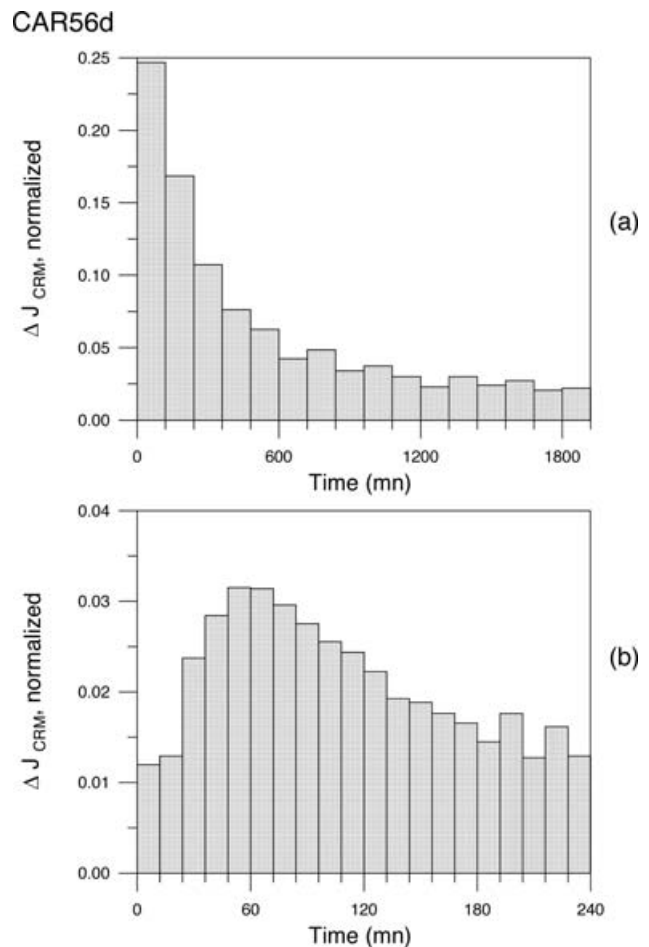 CAR56d
0.25
0.20
0.15
0.10
0.05
0.00
Δ J CRM, normalized
(a)
0 600 1200 1800
Time (mn)
0.04
0.03
0.02
0.01
0.00
Δ J CRM, normalized
(b)
0 60 120 180 240
Time (mn)